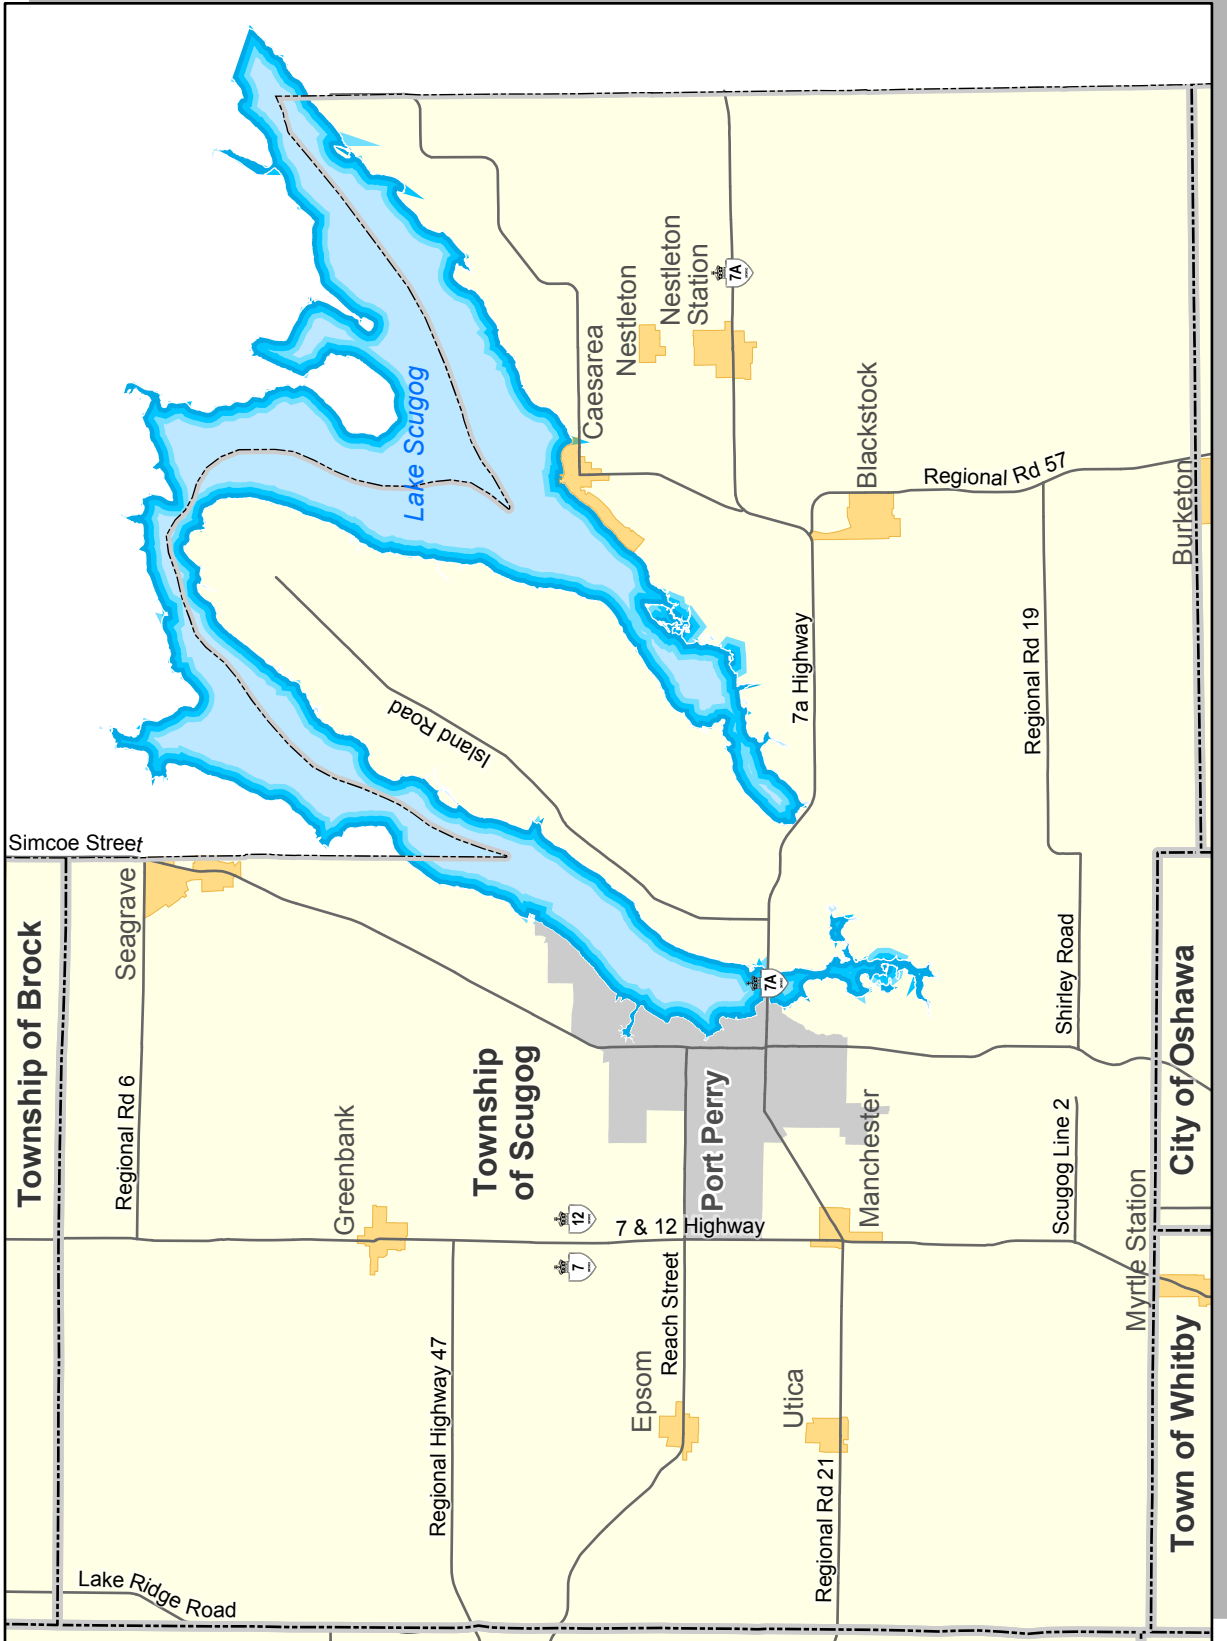 Township of Brock
Simcoe Street
Seagrave
Regional Rd 6
Lake Ridge Road
Greenbank
Regional Highway 47
Township
of Scugog
12
7
7 & 12 Highway
Reach Street
Epsom
Port Perry
Utica
Regional Rd 21
Manchester
Lake Scugog
Island Road
Caesarea
Nestleton
Nestleton
Station
7A
7A
7a Highway
Blackstock
Regional Rd 57
Regional Rd 19
Shirley Road
Scugog Line 2
Burketon
Myrtle Station
City of Oshawa
Town of Whitby